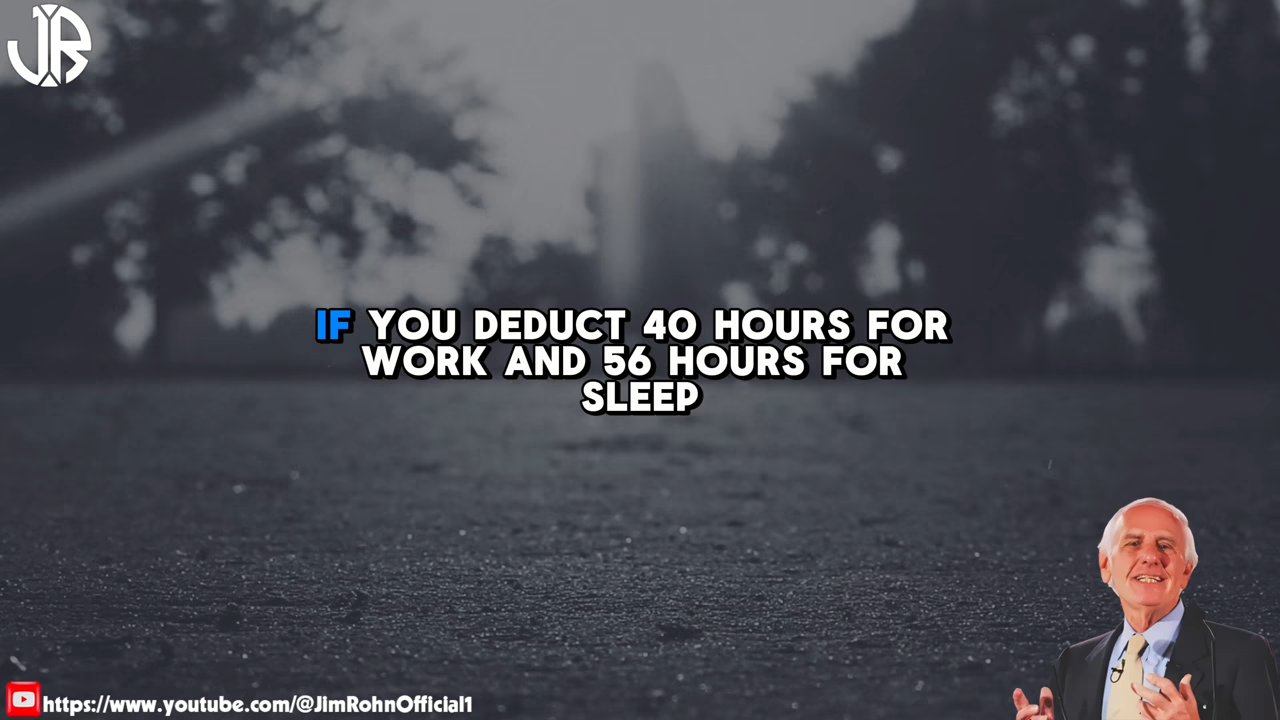 JR
IF YOU DEDUCT 40 HOURS FOR
WORK AND 56 HOURS FOR
SLEEP
https://www.youtube.com/@JimRohnOfficial1